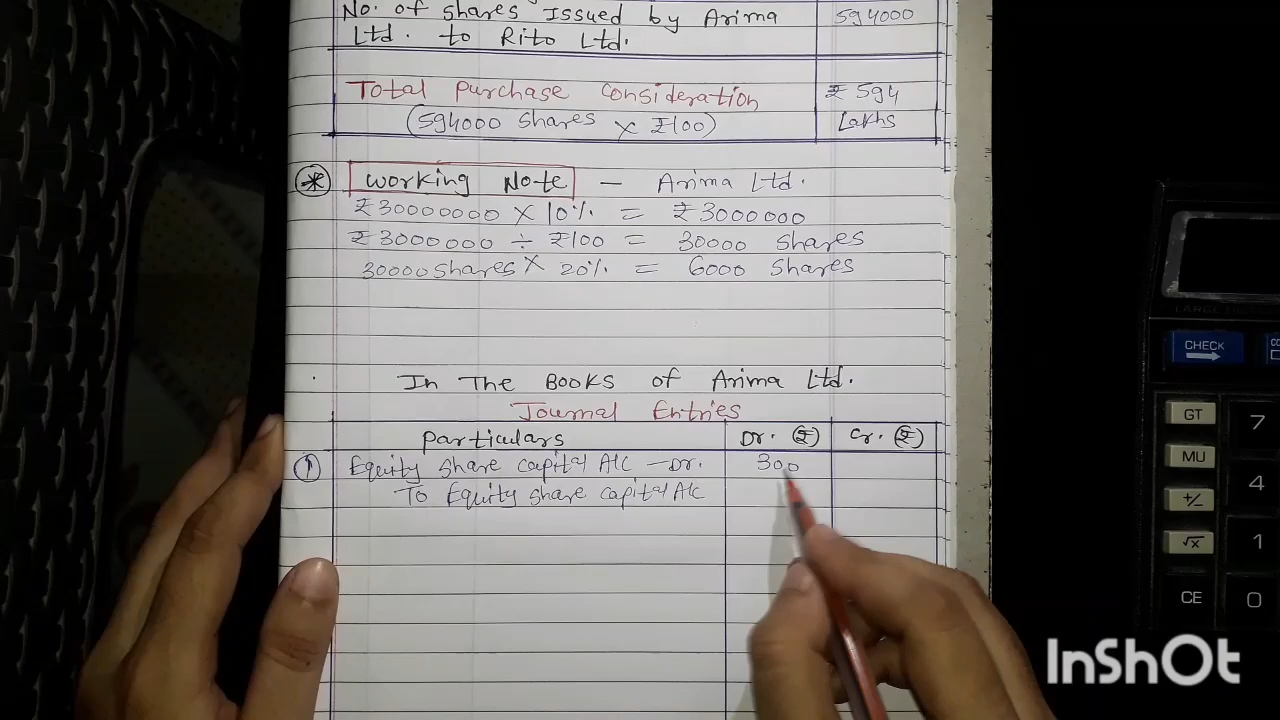 No. of shares Issued by Arima 594000
Ltd. to Rito Ltd.
Total Purchase Consideration ₹ 594
(594000 shares × ₹100) Lakhs
* Working Note — Arima Ltd.
₹30000000 × 10% = ₹3000000
₹3000000 ÷ ₹100 = 30000 shares
30000 shares × 20% = 6000 shares
In The Books of Arima Ltd.
Journal Entries
Particulars Dr. (₹) Cr. (₹)
1 Equity share capital A/c —Dr. 300
To Equity share capital A/c
CHECK
GT 7
MU
+/- 4
√x 1
CE 0
InShOt